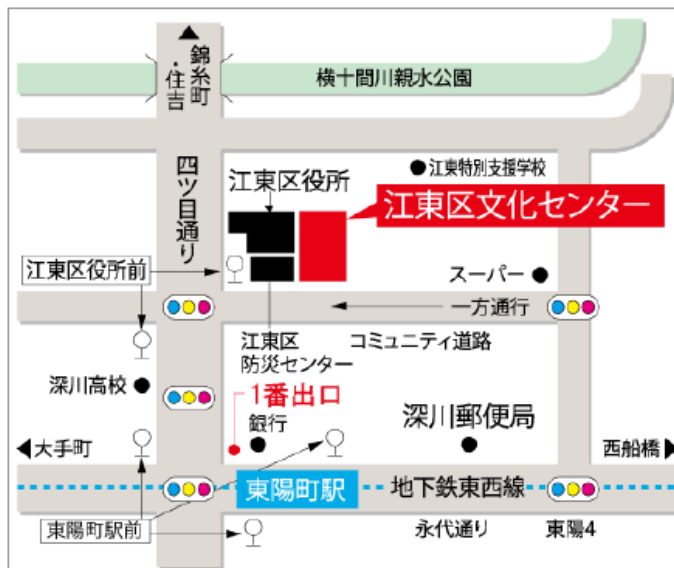 錦糸町
・住吉
横十間川親水公園
四ツ目通り
江東特別支援学校
江東区役所
江東区文化センター
江東区役所前
スーパー
一方通行
江東区
防災センター
コミュニティ道路
深川高校
1番出口
銀行
深川郵便局
大手町
西船橋
東陽町駅
地下鉄東西線
東陽町駅前
永代通り
東陽4